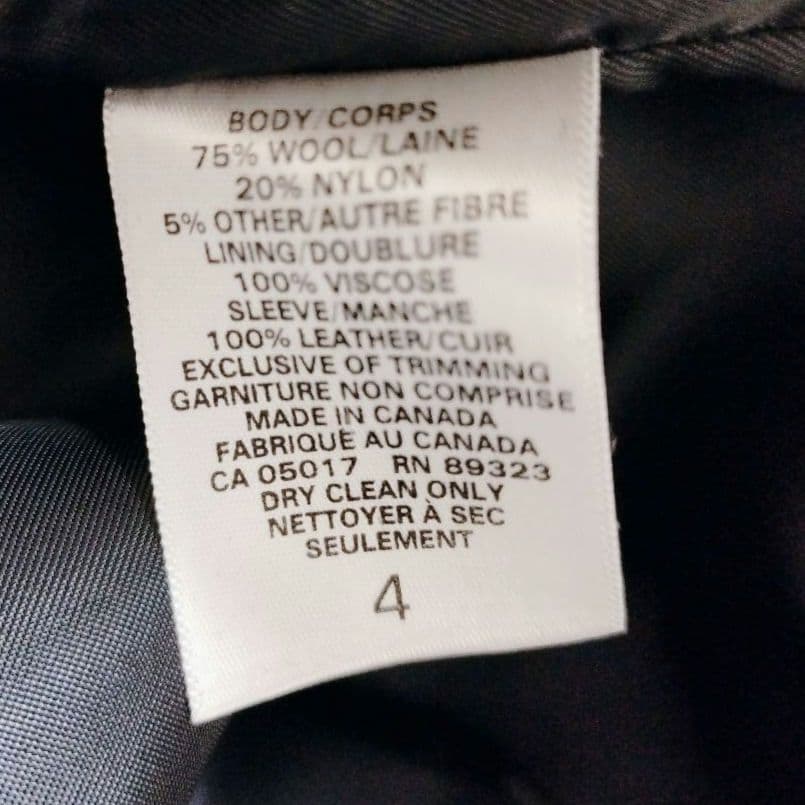 BODY/CORPS
75% WOOL/LAINE
20% NYLON
5% OTHER/AUTRE FIBRE
LINING/DOUBLURE
100% VISCOSE
SLEEVE/MANCHE
100% LEATHER/CUIR
EXCLUSIVE OF TRIMMING
GARNITURE NON COMPRISE
MADE IN CANADA
FABRIQUÉ AU CANADA
CA 05017 RN 89323
DRY CLEAN ONLY
NETTOYER À SEC
SEULEMENT
4